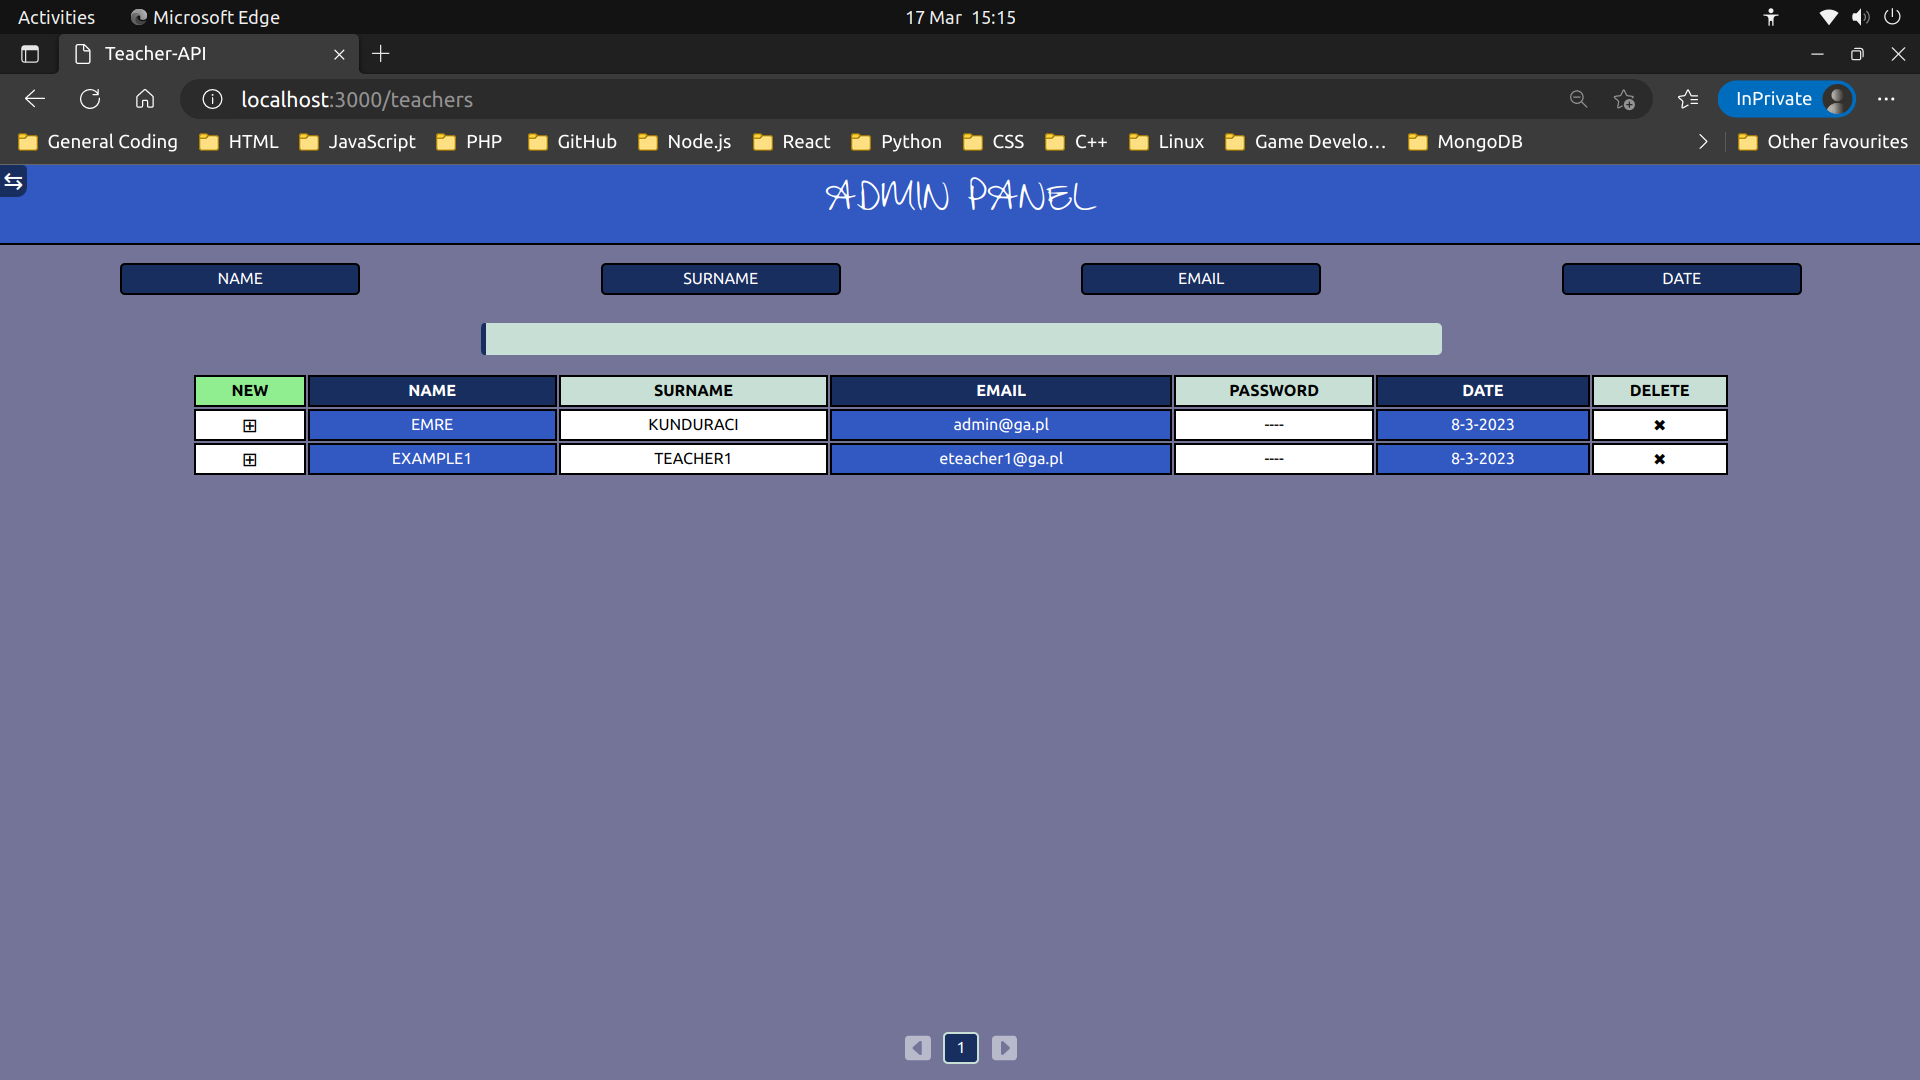 Activities Microsoft Edge 17 Mar 15:15
Teacher-API
localhost:3000/teachers InPrivate
General Coding HTML JavaScript PHP GitHub Node.js React Python CSS C++ Linux Game Develo... MongoDB Other favourites
ADMIN PANEL
NAME SURNAME EMAIL DATE
NEW NAME SURNAME EMAIL PASSWORD DATE DELETE
EMRE KUNDURACI admin@ga.pl ---- 8-3-2023
EXAMPLE1 TEACHER1 eteacher1@ga.pl ---- 8-3-2023
1